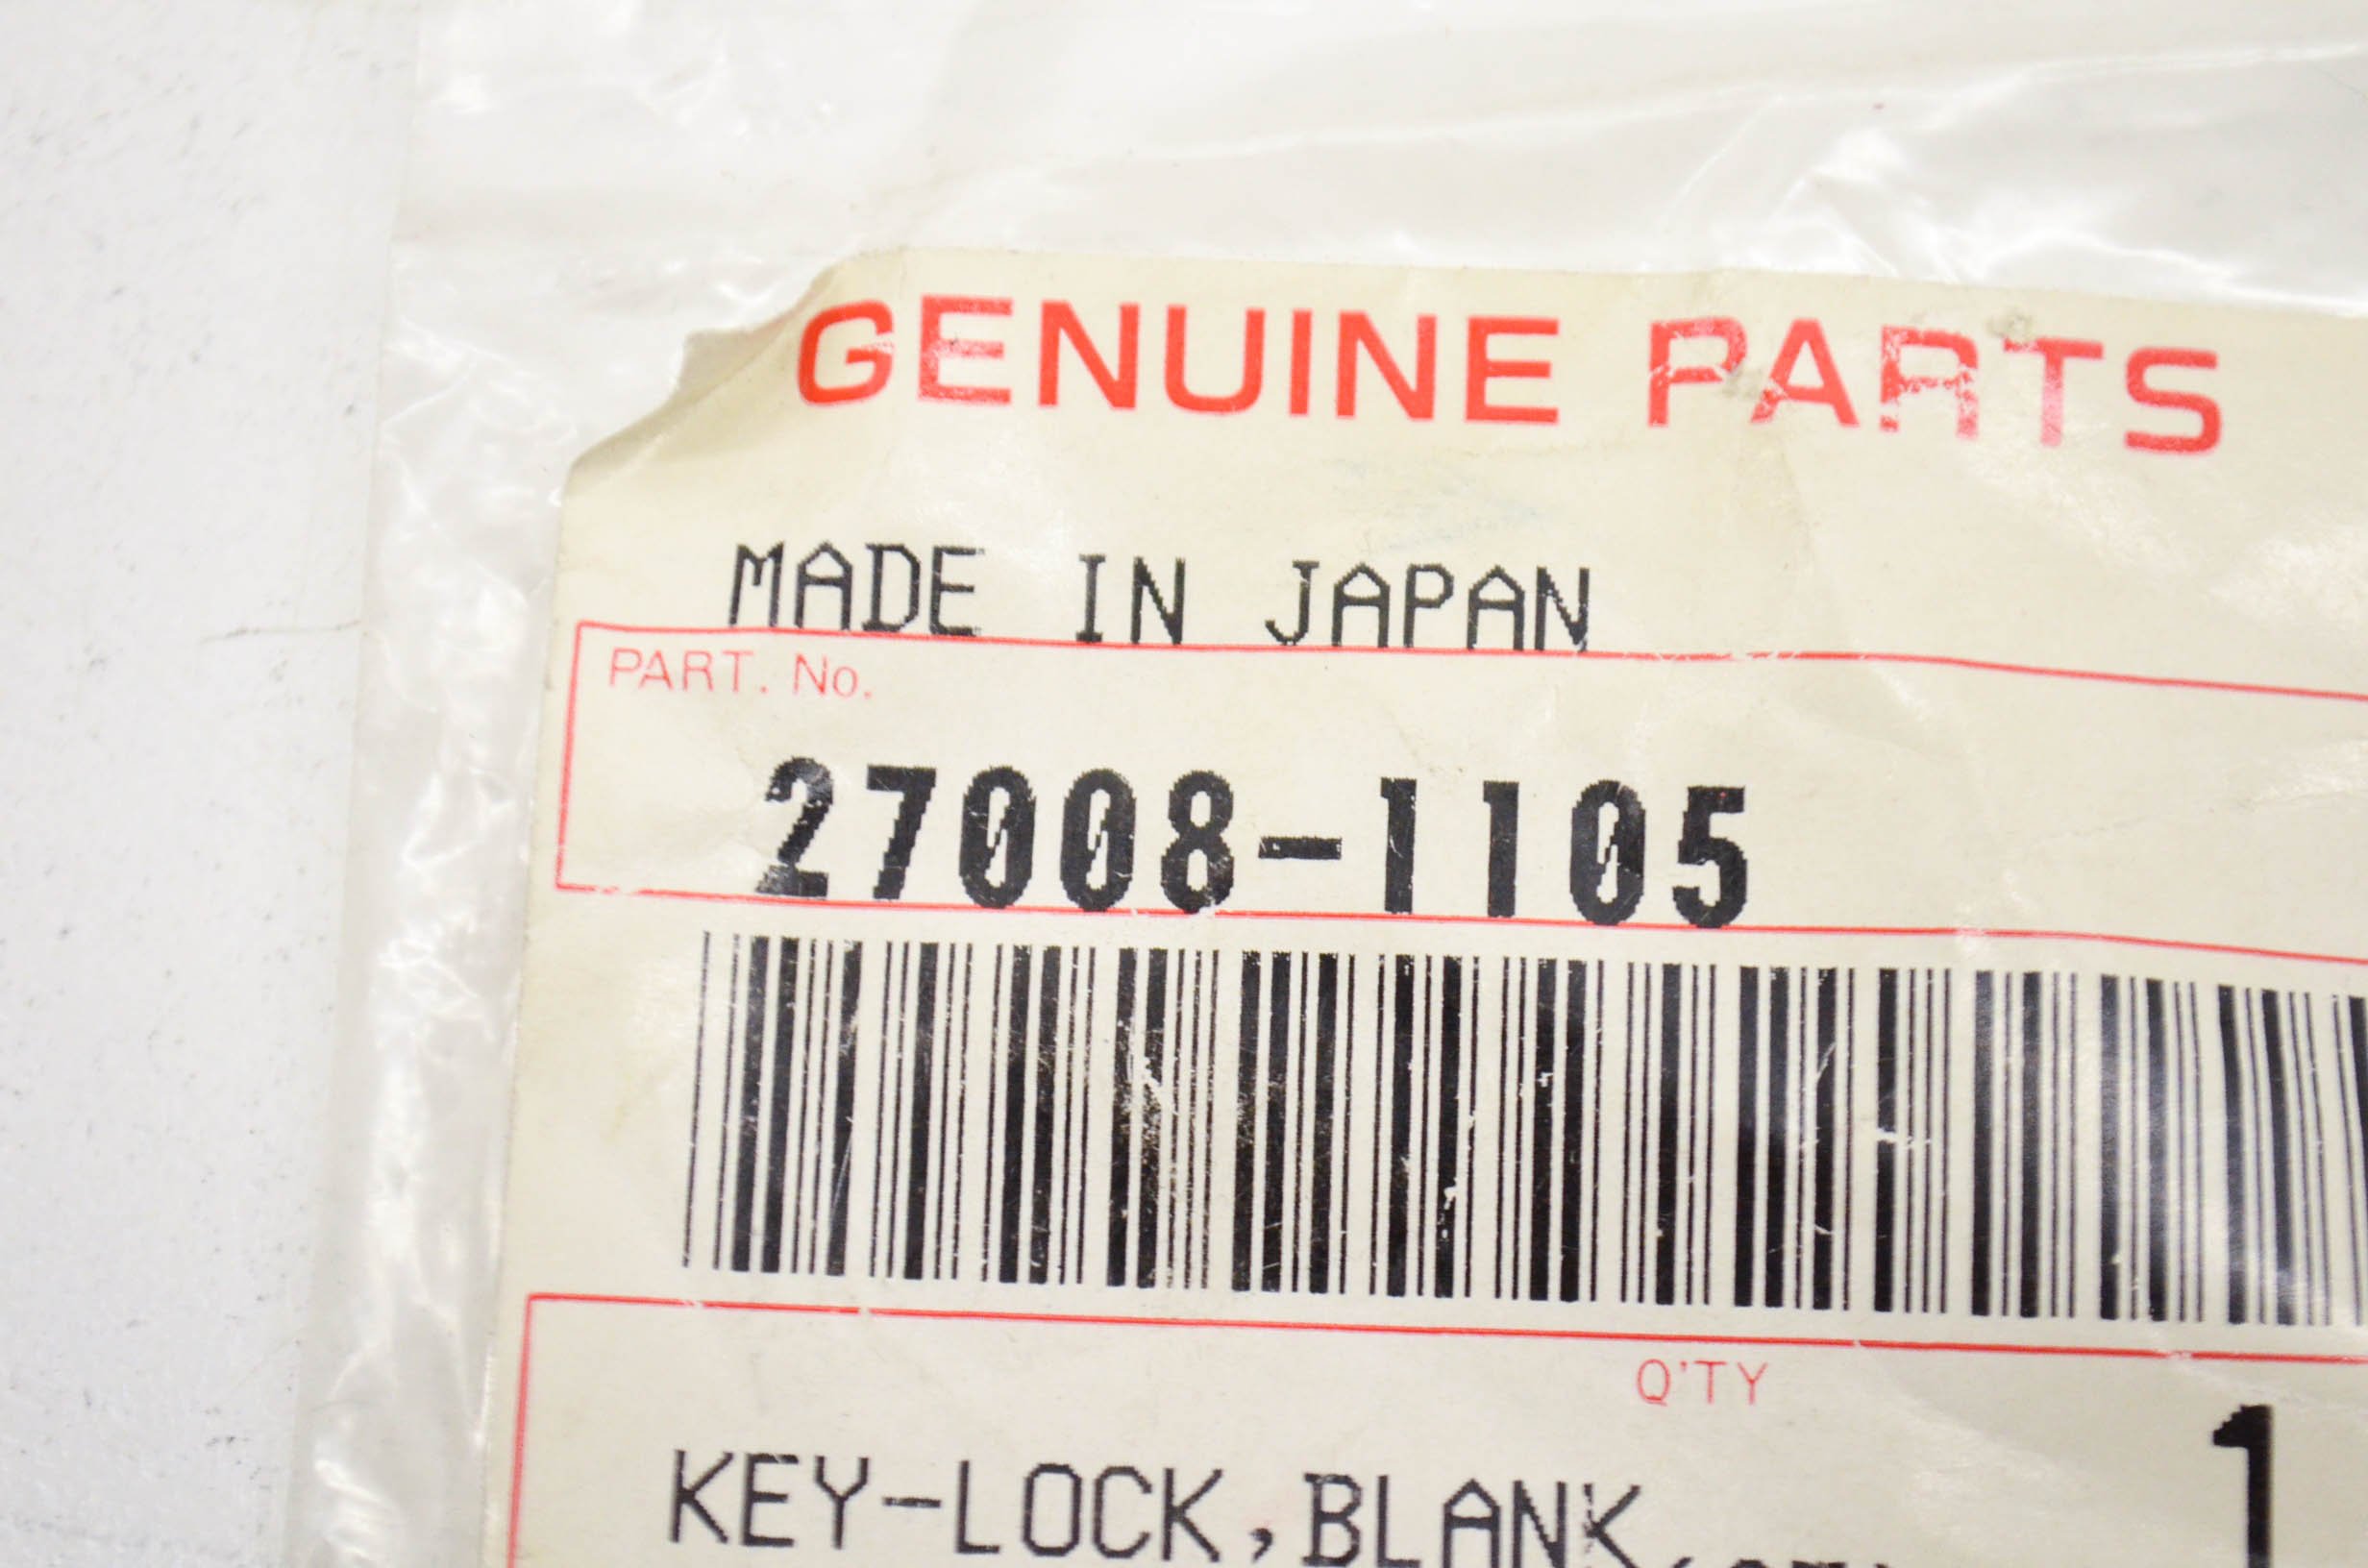 GENUINE PARTS
MADE IN JAPAN
PART. No.
27008-1105
Q'TY
1
KEY-LOCK,BLANK